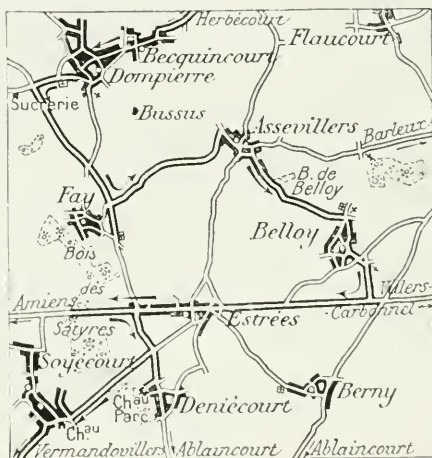 Herbécourt
Flaucourt
Becquincourt
Dompierre
Sucrerie
Bussus
Assevillers
Barleux
B. de
Belloy
Fay
Bois
Belloy
des
Amiens
Villers-
Satyres
Estrées
-Carbonnel
Soyécourt
Chau
Parc.
Deniécourt
Berny
Ch.
Vermandovillers
Ablaincourt
Ablaincourt